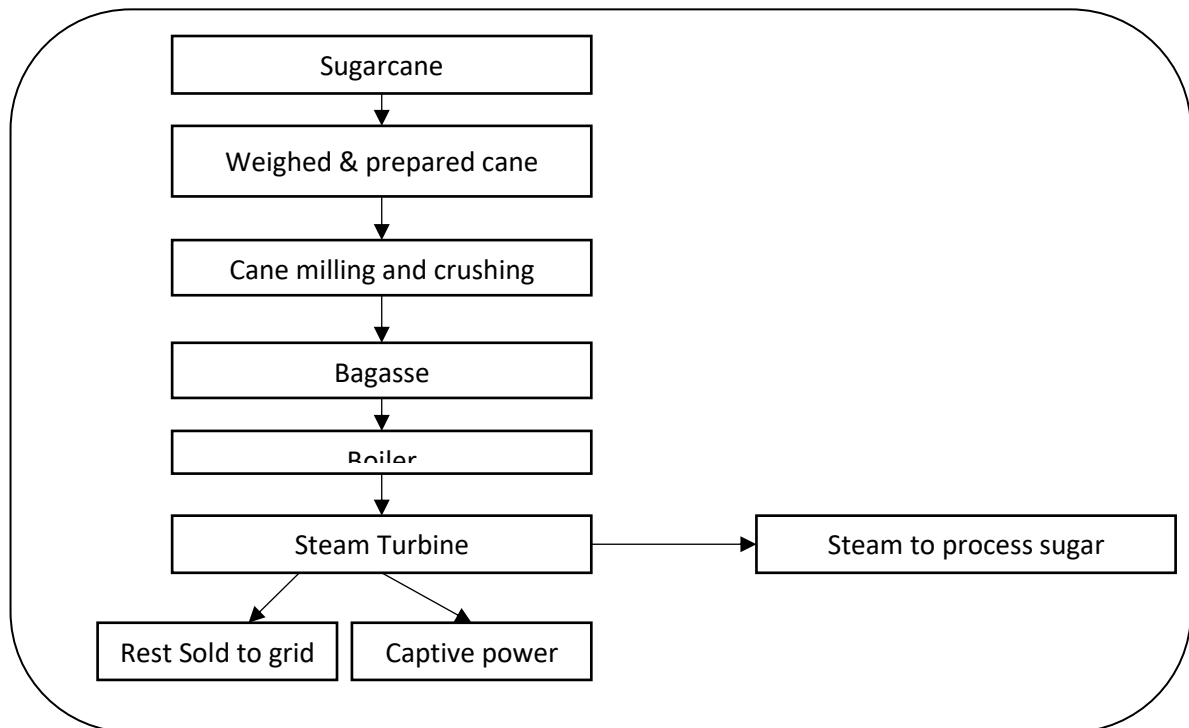 Sugarcane
Weighed & prepared cane
Cane milling and crushing
Bagasse
Boiler
Steam Turbine
Steam to process sugar
Rest Sold to grid
Captive power